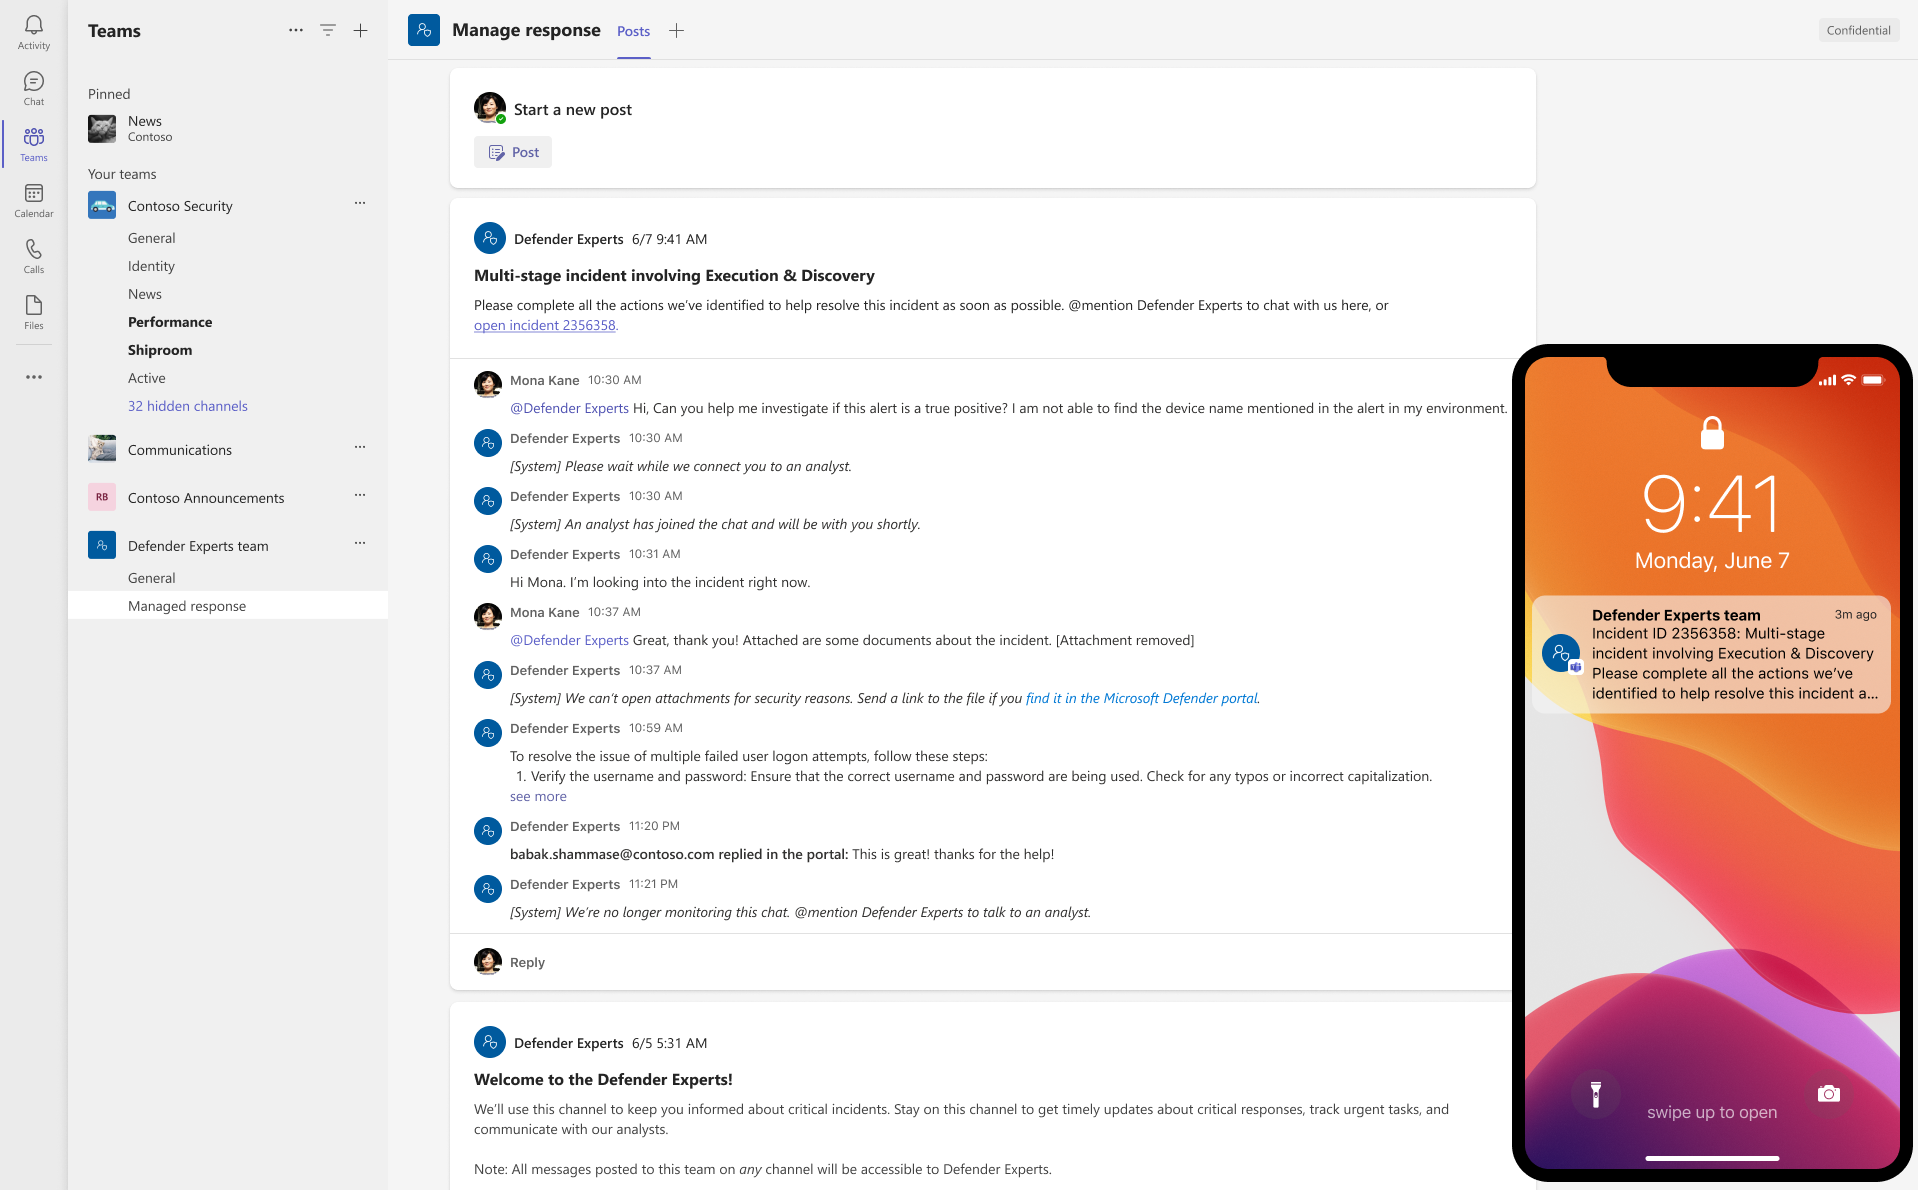 Activity
Chat
Teams
Calendar
Calls
Files
Teams
Pinned
News
Contoso
Your teams
Contoso Security
General
Identity
News
Performance
Shiproom
Active
32 hidden channels
Communications
RB
Contoso Announcements
Defender Experts team
General
Managed response
Manage response
Posts
Confidential
Start a new post
Post
Defender Experts 6/7 9:41 AM
Multi-stage incident involving Execution & Discovery
Please complete all the actions we’ve identified to help resolve this incident as soon as possible. @mention Defender Experts to chat with us here, or
open incident 2356358.
Mona Kane 10:30 AM
@Defender Experts Hi, Can you help me investigate if this alert is a true positive? I am not able to find the device name mentioned in the alert in my environment.
Defender Experts 10:30 AM
[System] Please wait while we connect you to an analyst.
Defender Experts 10:30 AM
[System] An analyst has joined the chat and will be with you shortly.
Defender Experts 10:31 AM
Hi Mona. I’m looking into the incident right now.
Mona Kane 10:37 AM
@Defender Experts Great, thank you! Attached are some documents about the incident. [Attachment removed]
Defender Experts 10:37 AM
[System] We can’t open attachments for security reasons. Send a link to the file if you find it in the Microsoft Defender portal.
Defender Experts 10:59 AM
To resolve the issue of multiple failed user logon attempts, follow these steps:
1. Verify the username and password: Ensure that the correct username and password are being used. Check for any typos or incorrect capitalization.
see more
Defender Experts 11:20 PM
babak.shammase@contoso.com replied in the portal: This is great! thanks for the help!
Defender Experts 11:21 PM
[System] We’re no longer monitoring this chat. @mention Defender Experts to talk to an analyst.
Reply
Defender Experts 6/5 5:31 AM
Welcome to the Defender Experts!
We’ll use this channel to keep you informed about critical incidents. Stay on this channel to get timely updates about critical responses, track urgent tasks, and
communicate with our analysts.
Note: All messages posted to this team on any channel will be accessible to Defender Experts.
9:41
Monday, June 7
Defender Experts team 3m ago
Incident ID 2356358: Multi-stage
incident involving Execution & Discovery
Please complete all the actions we’ve
identified to help resolve this incident a...
swipe up to open